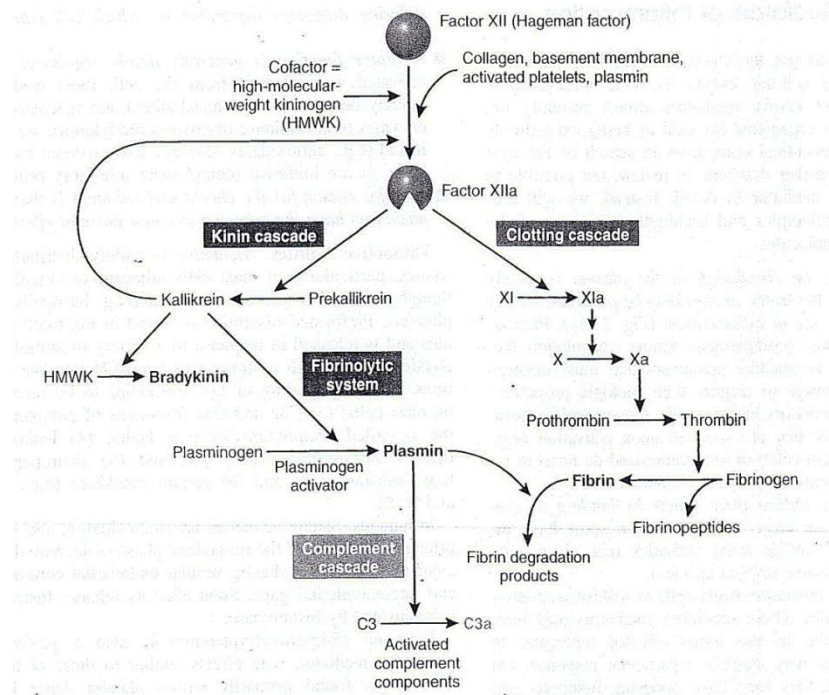 Factor XII (Hageman factor)
Cofactor
high-molecular-
weight kininogen
(HMWK)
Collagen, basement membrane,
activated platelets, plasmin
Factor XIIa
Kinin cascade
Clotting cascade
Kallikrein
Prekallikrein
XI
XIa
X
Xa
HMWK
Bradykinin
Fibrinolytic
system
Prothrombin
Thrombin
Plasminogen
Plasmin
Plasminogen
activator
Fibrin
Fibrinogen
Fibrinopeptides
Complement
cascade
Fibrin degradation
products
C3
C3a
Activated
complement
components